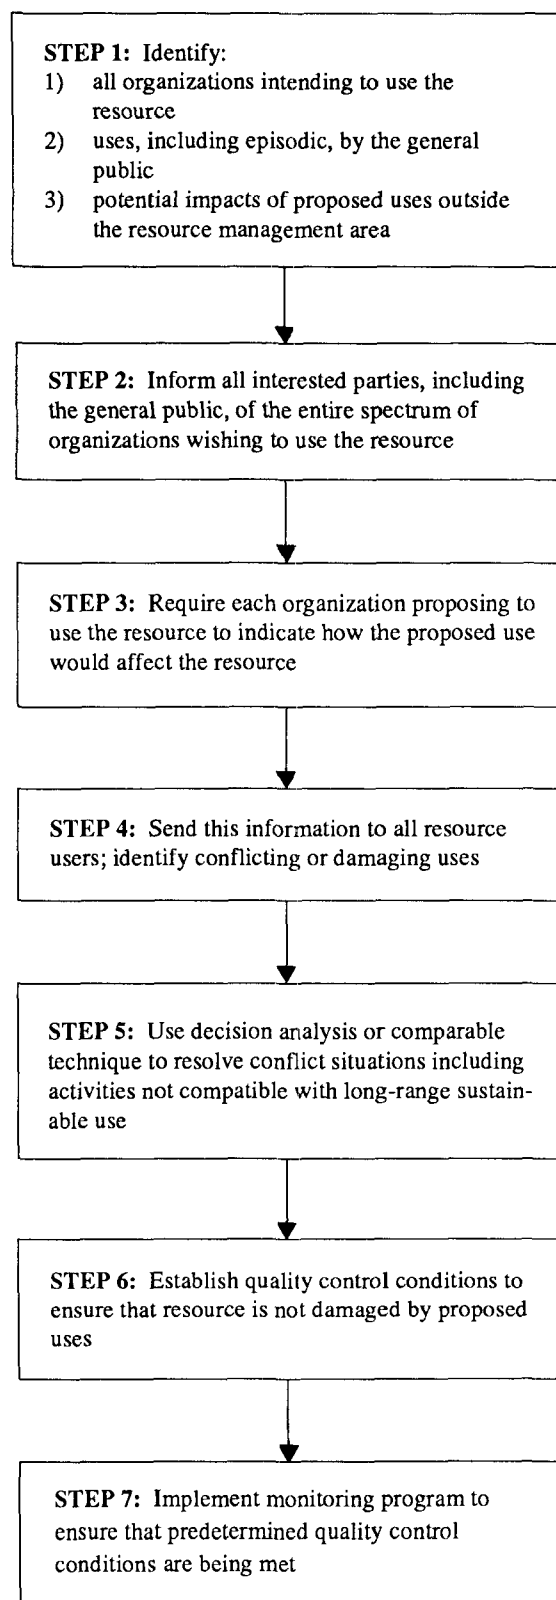 STEP 1: Identify:
1) all organizations intending to use the
resource
2) uses, including episodic, by the general
public
3) potential impacts of proposed uses outside
the resource management area
STEP 2: Inform all interested parties, including
the general public, of the entire spectrum of
organizations wishing to use the resource
STEP 3: Require each organization proposing to
use the resource to indicate how the proposed use
would affect the resource
STEP 4: Send this information to all resource
users; identify conflicting or damaging uses
STEP 5: Use decision analysis or comparable
technique to resolve conflict situations including
activities not compatible with long-range sustain-
able use
STEP 6: Establish quality control conditions to
ensure that resource is not damaged by proposed
uses
STEP 7: Implement monitoring program to
ensure that predetermined quality control
conditions are being met